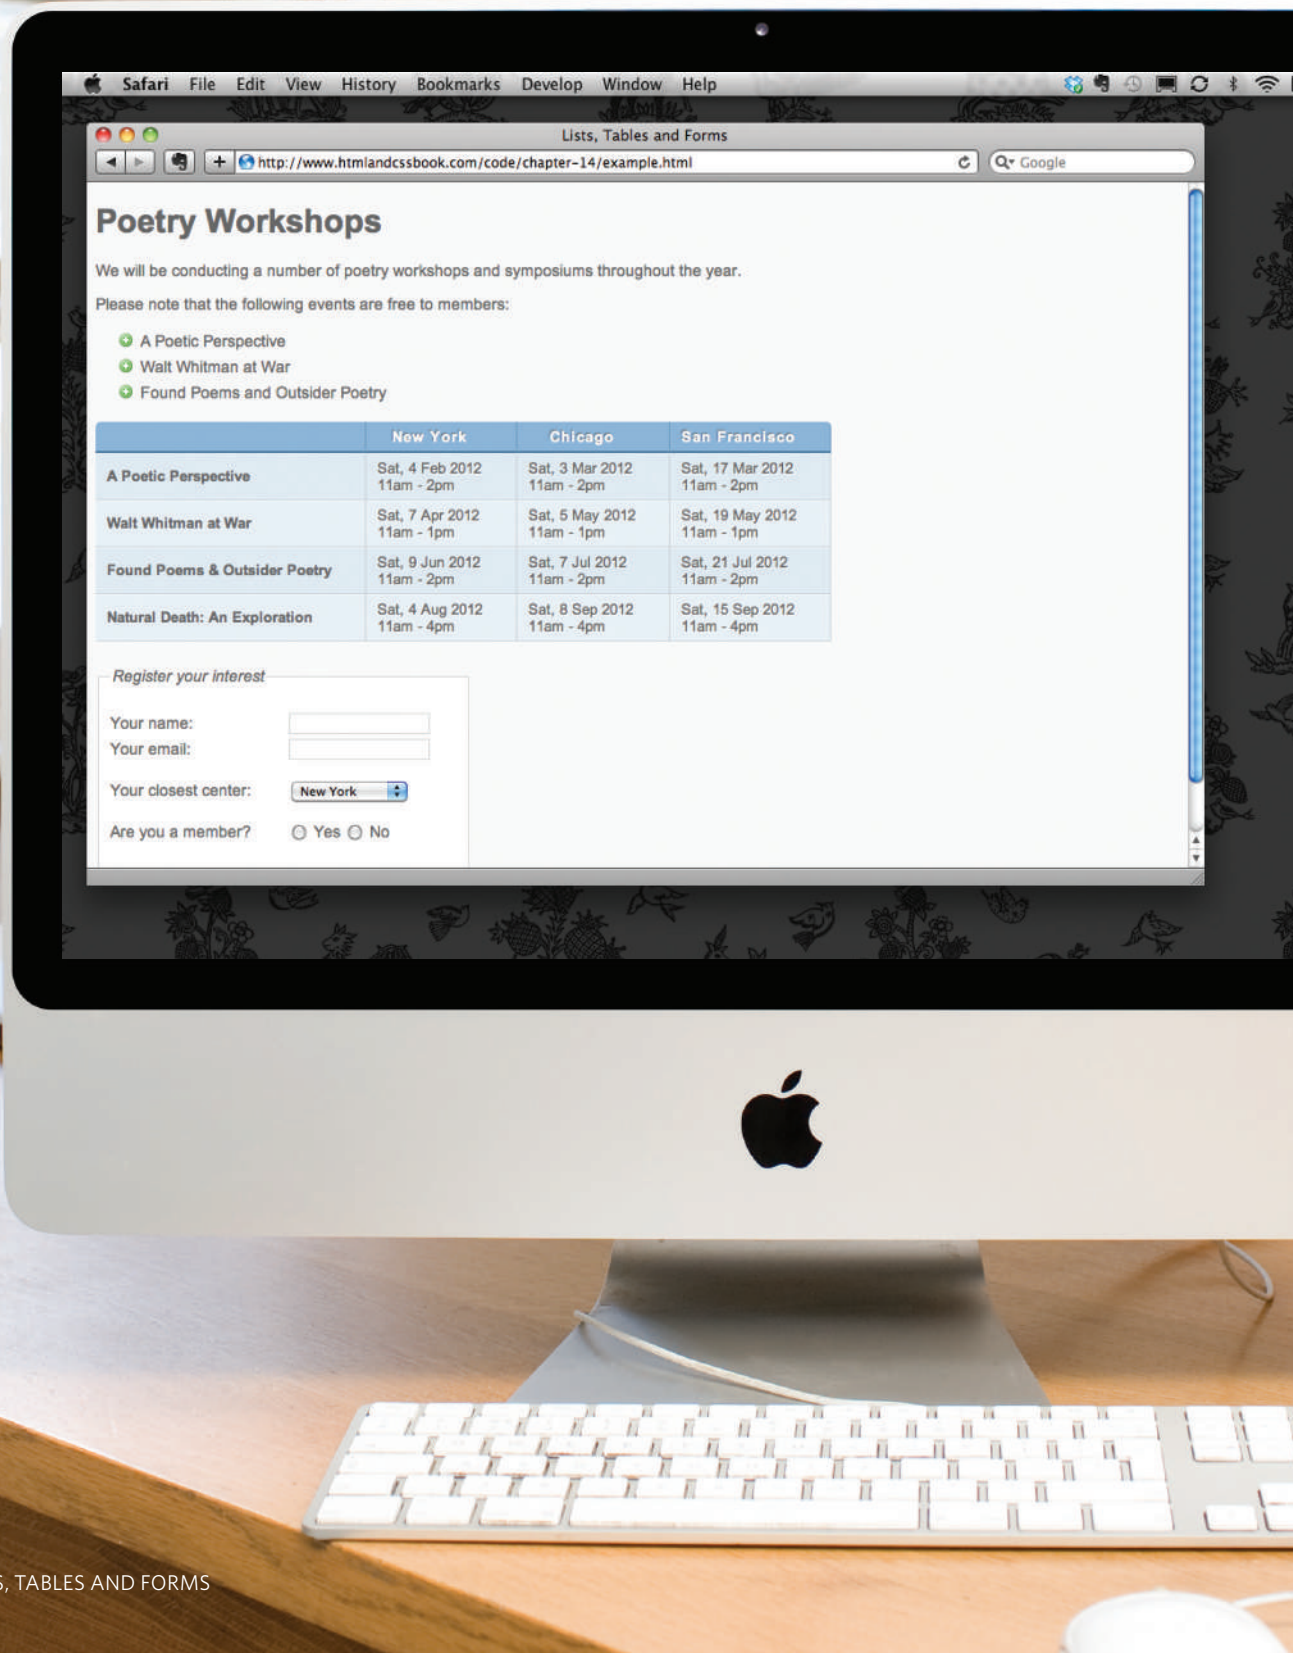 Safari File Edit View History Bookmarks Develop Window Help
Lists, Tables and Forms
http://www.htmlandcssbook.com/code/chapter-14/example.html
Google
Poetry Workshops
We will be conducting a number of poetry workshops and symposiums throughout the year.
Please note that the following events are free to members:
A Poetic Perspective
Walt Whitman at War
Found Poems and Outsider Poetry
New York Chicago San Francisco
A Poetic Perspective
Sat, 4 Feb 2012
11am - 2pm
Sat, 3 Mar 2012
11am - 2pm
Sat, 17 Mar 2012
11am - 2pm
Walt Whitman at War
Sat, 7 Apr 2012
11am - 1pm
Sat, 5 May 2012
11am - 1pm
Sat, 19 May 2012
11am - 1pm
Found Poems & Outsider Poetry
Sat, 9 Jun 2012
11am - 2pm
Sat, 7 Jul 2012
11am - 2pm
Sat, 21 Jul 2012
11am - 2pm
Natural Death: An Exploration
Sat, 4 Aug 2012
11am - 4pm
Sat, 8 Sep 2012
11am - 4pm
Sat, 15 Sep 2012
11am - 4pm
Register your interest
Your name:
Your email:
Your closest center: New York
Are you a member? Yes No
S, TABLES AND FORMS